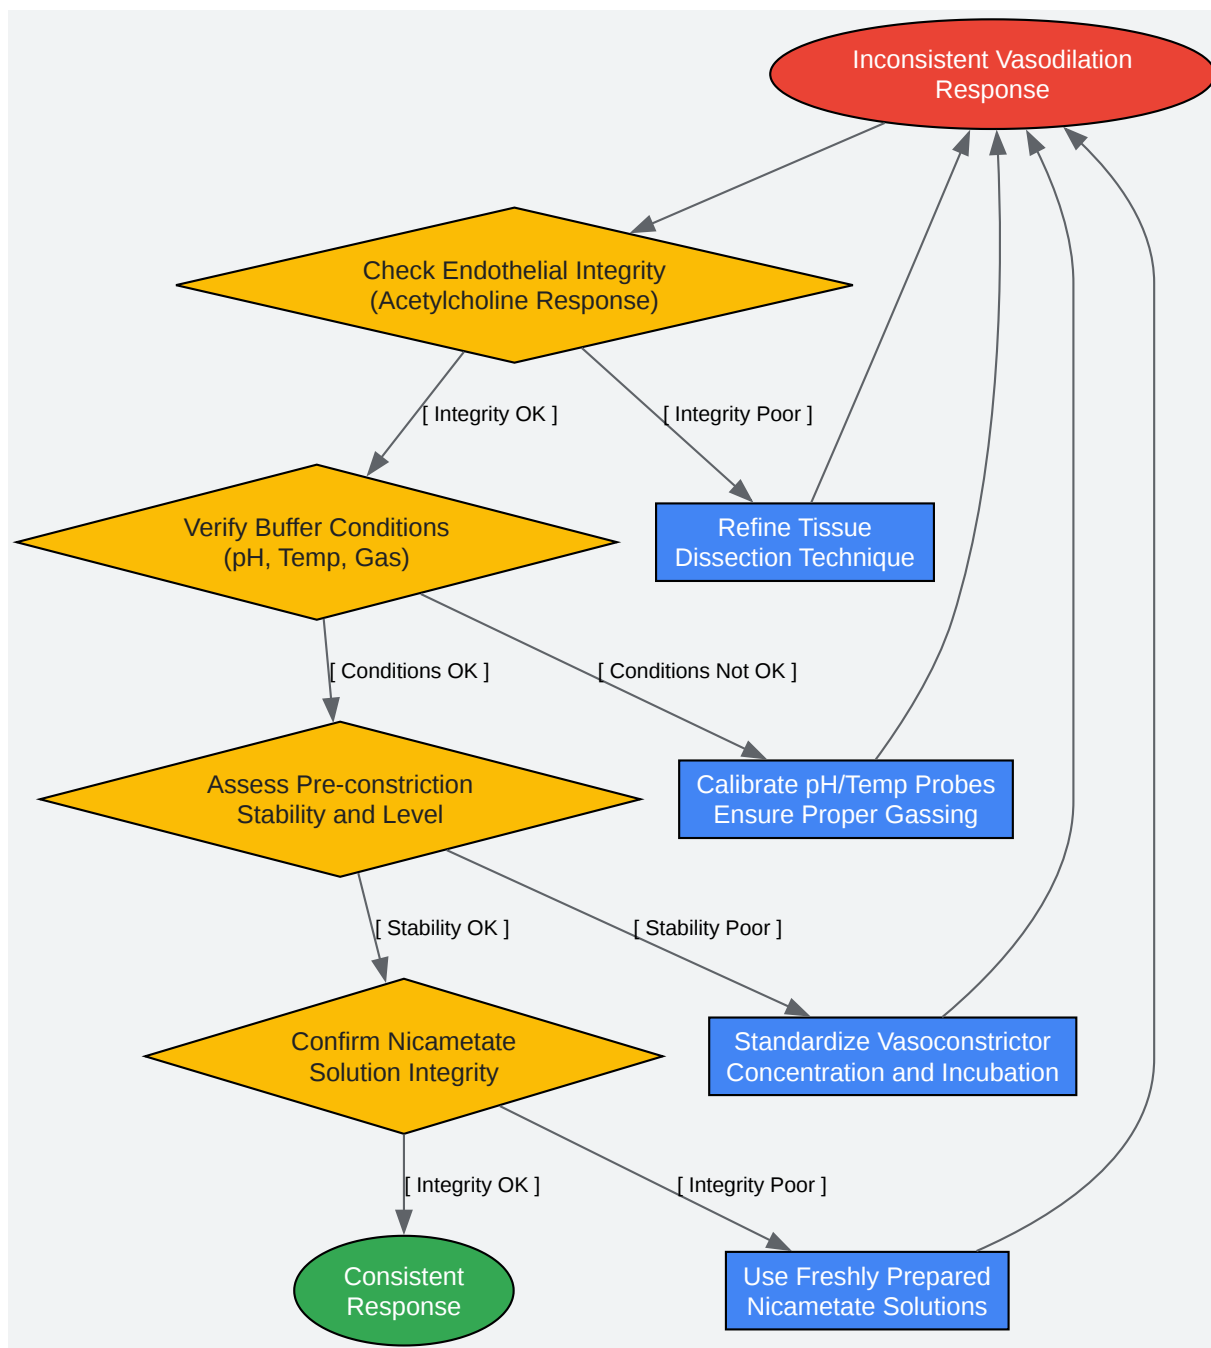 Inconsistent Vasodilation
Response
Check Endothelial Integrity
(Acetylcholine Response)
[ Integrity OK ]
[ Integrity Poor ]
Verify Buffer Conditions
(pH, Temp, Gas)
Refine Tissue
Dissection Technique
[ Conditions OK ]
[ Conditions Not OK ]
Assess Pre-constriction
Stability and Level
Calibrate pH/Temp Probes
Ensure Proper Gassing
[ Stability OK ]
[ Stability Poor ]
Confirm Nicametate
Solution Integrity
Standardize Vasoconstrictor
Concentration and Incubation
[ Integrity OK ]
[ Integrity Poor ]
Consistent
Response
Use Freshly Prepared
Nicametate Solutions